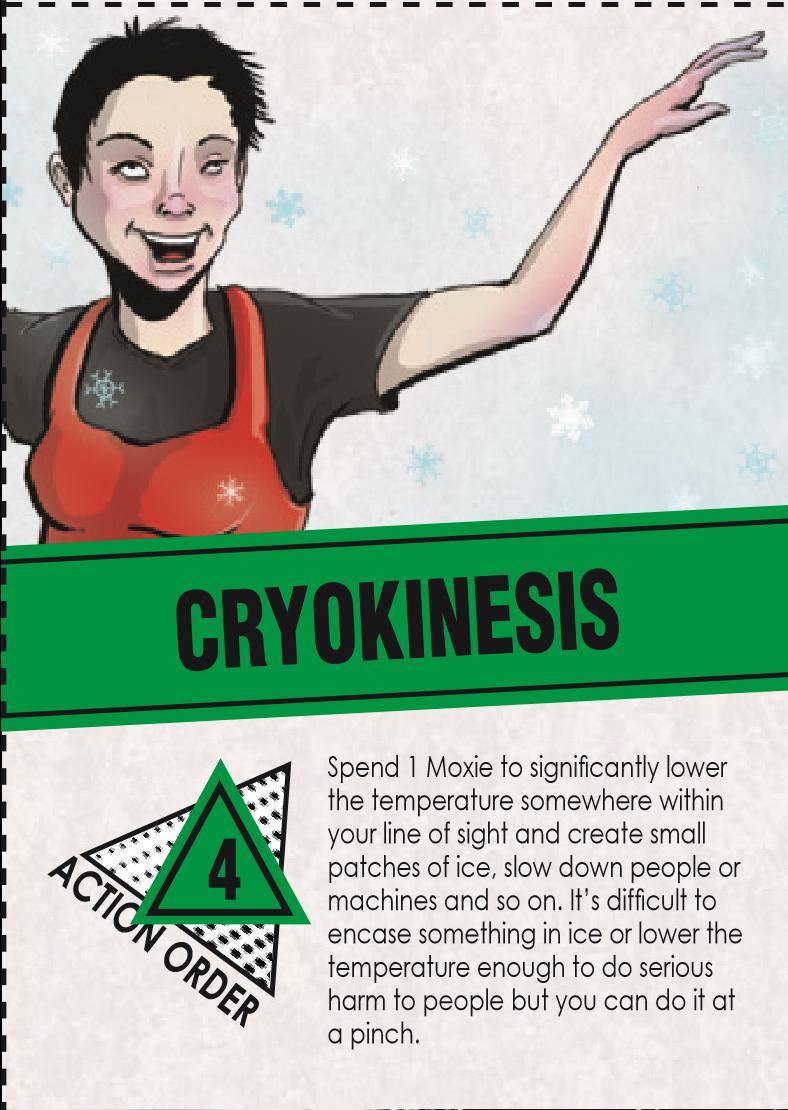 CRYOKINESIS
4
ACTION ORDER
Spend 1 Moxie to significantly lower
the temperature somewhere within
your line of sight and create small
patches of ice, slow down people or
machines and so on. It’s difficult to
encase something in ice or lower the
temperature enough to do serious
harm to people but you can do it at
a pinch.